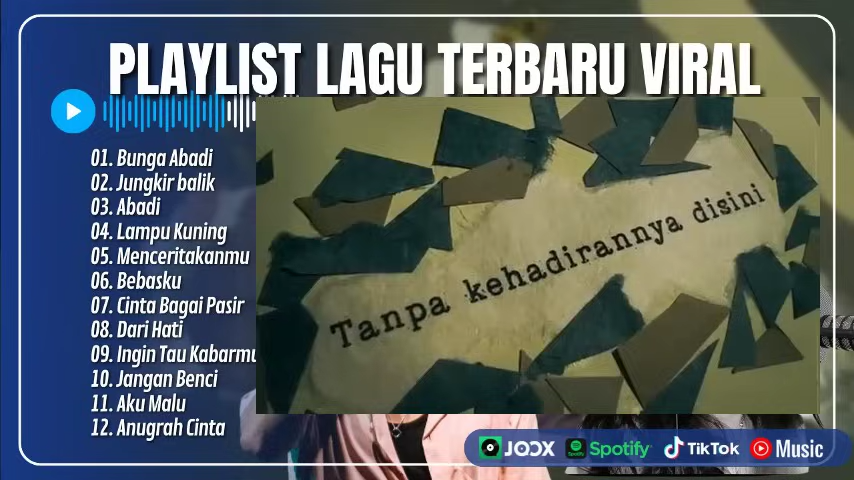 PLAYLIST LAGU TERBARU VIRAL
01. Bunga Abadi
02. Jungkir balik
03. Abadi
04. Lampu Kuning
05. Menceritakanmu
06. Bebasku
07. Cinta Bagai Pasir
08. Dari Hati
09. Ingin Tau Kabarmu
10. Jangan Benci
11. Aku Malu
12. Anugrah Cinta
Tanpa kehadirannya disini
JOOX Spotify Spotify TikTok Music